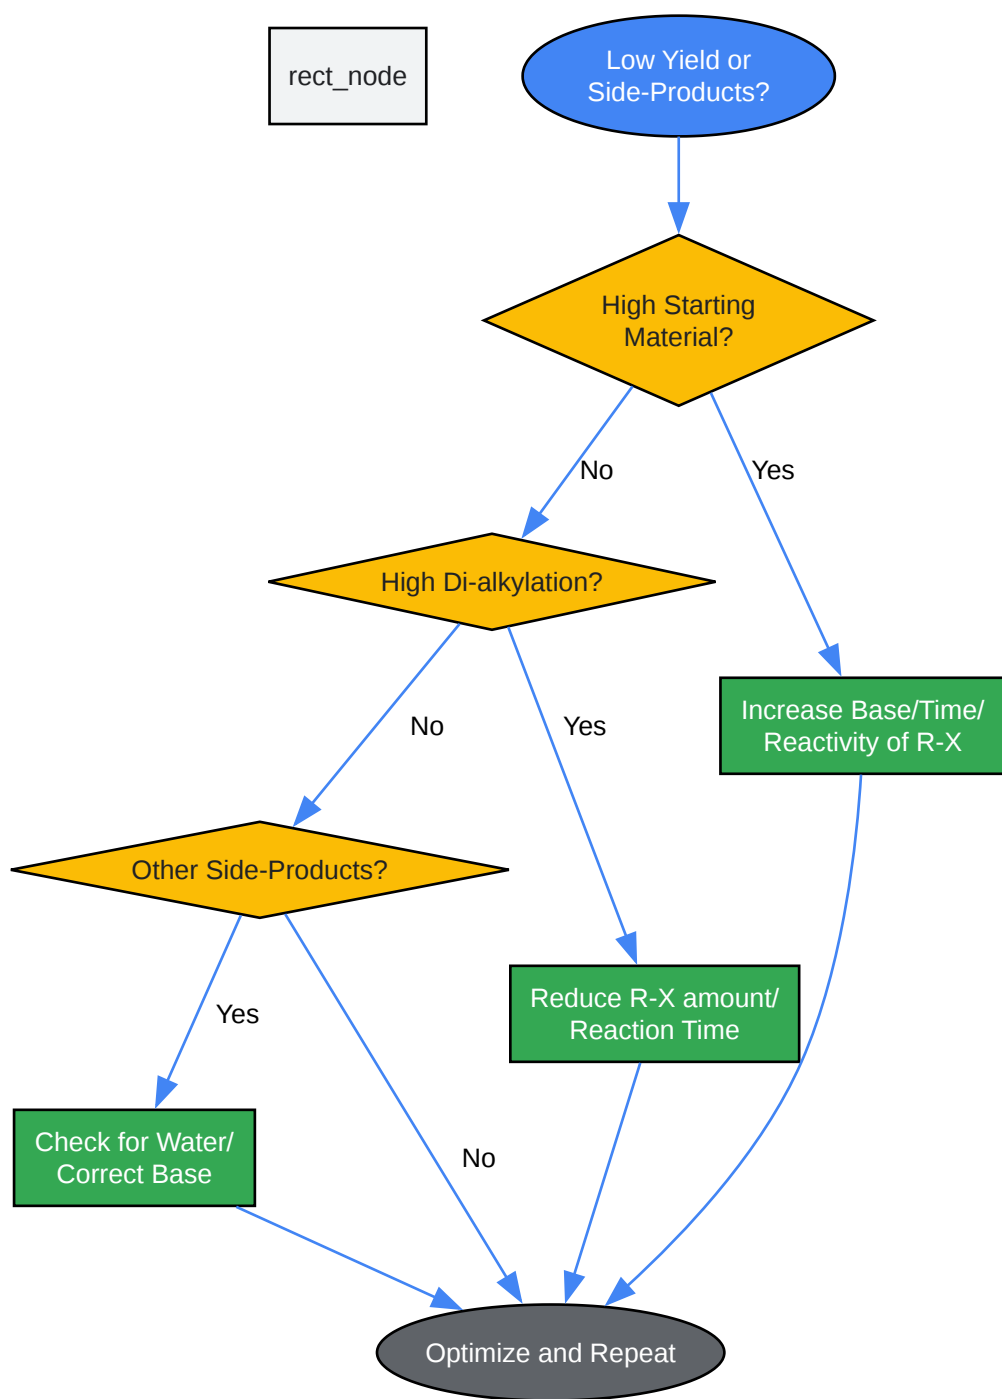 rect_node
Low Yield or
Side-Products?
High Starting
Material?
No
Yes
High Di-alkylation?
No
Yes
Increase Base/Time/
Reactivity of R-X
Other Side-Products?
Yes
Reduce R-X amount/
Reaction Time
Check for Water/
Correct Base
No
Optimize and Repeat